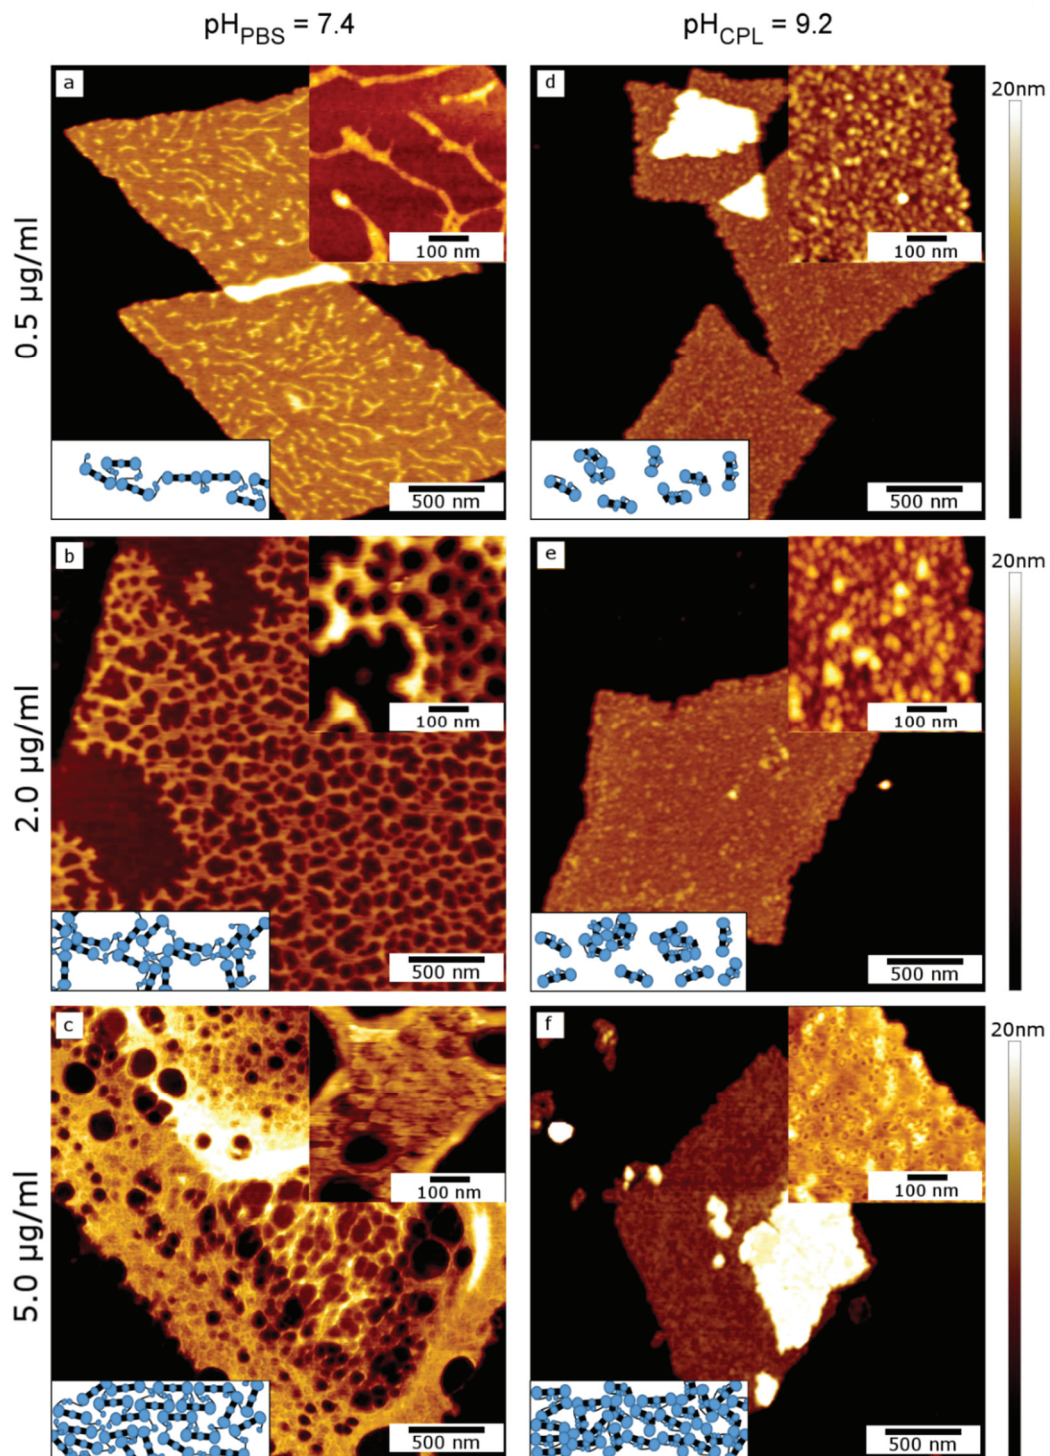 pH_PBS = 7.4
pH_CPL = 9.2
0.5 µg/ml
a
100 nm
500 nm
d
100 nm
500 nm
20nm
2.0 µg/ml
b
100 nm
500 nm
e
100 nm
500 nm
20nm
5.0 µg/ml
c
100 nm
500 nm
f
100 nm
500 nm
20nm